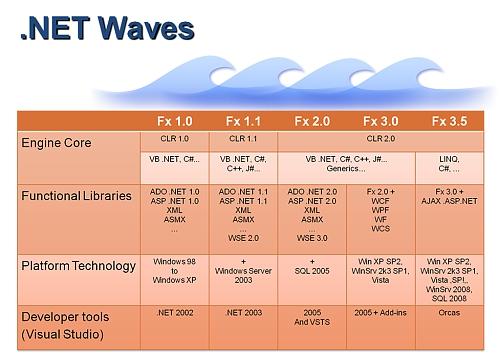 .NET Waves
Fx 1.0 Fx 1.1 Fx 2.0 Fx 3.0 Fx 3.5
Engine Core
CLR 1.0 CLR 1.1 CLR 2.0
VB .NET, C#... VB .NET, C#, C++, J#... VB .NET, C#, C++, J#... Generics... LINQ, C#, ...
Functional Libraries
ADO .NET 1.0
ASP .NET 1.0
XML
ASMX
...
ADO .NET 1.1
ASP .NET 1.1
XML
ASMX
...
WSE 2.0
ADO .NET 2.0
ASP .NET 2.0
XML
ASMX
...
WSE 3.0
Fx 2.0 +
WCF
WPF
WF
WCS
Fx 3.0 +
AJAX .ASP.NET
Platform Technology
Windows 98
to
Windows XP
+
Windows Server
2003
+
SQL 2005
Win XP SP2,
WinSrv 2k3 SP1,
Vista
Win XP SP2,
WinSrv 2k3 SP1,
Vista ,SP!,,
WinSrv 2008,
SQL 2008
Developer tools
(Visual Studio)
.NET 2002
.NET 2003
2005
And VSTS
2005 + Add-ins
Orcas